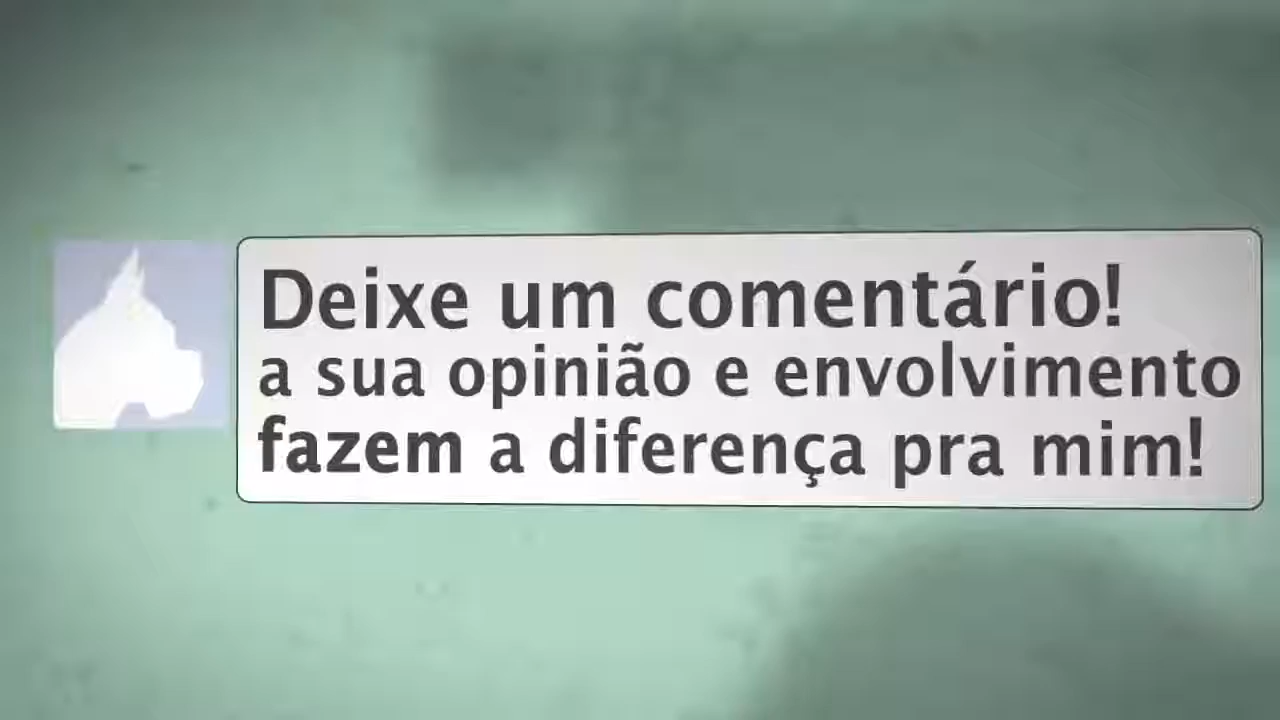 Deixe um comentário!
a sua opinião e envolvimento
fazem a diferença pra mim!